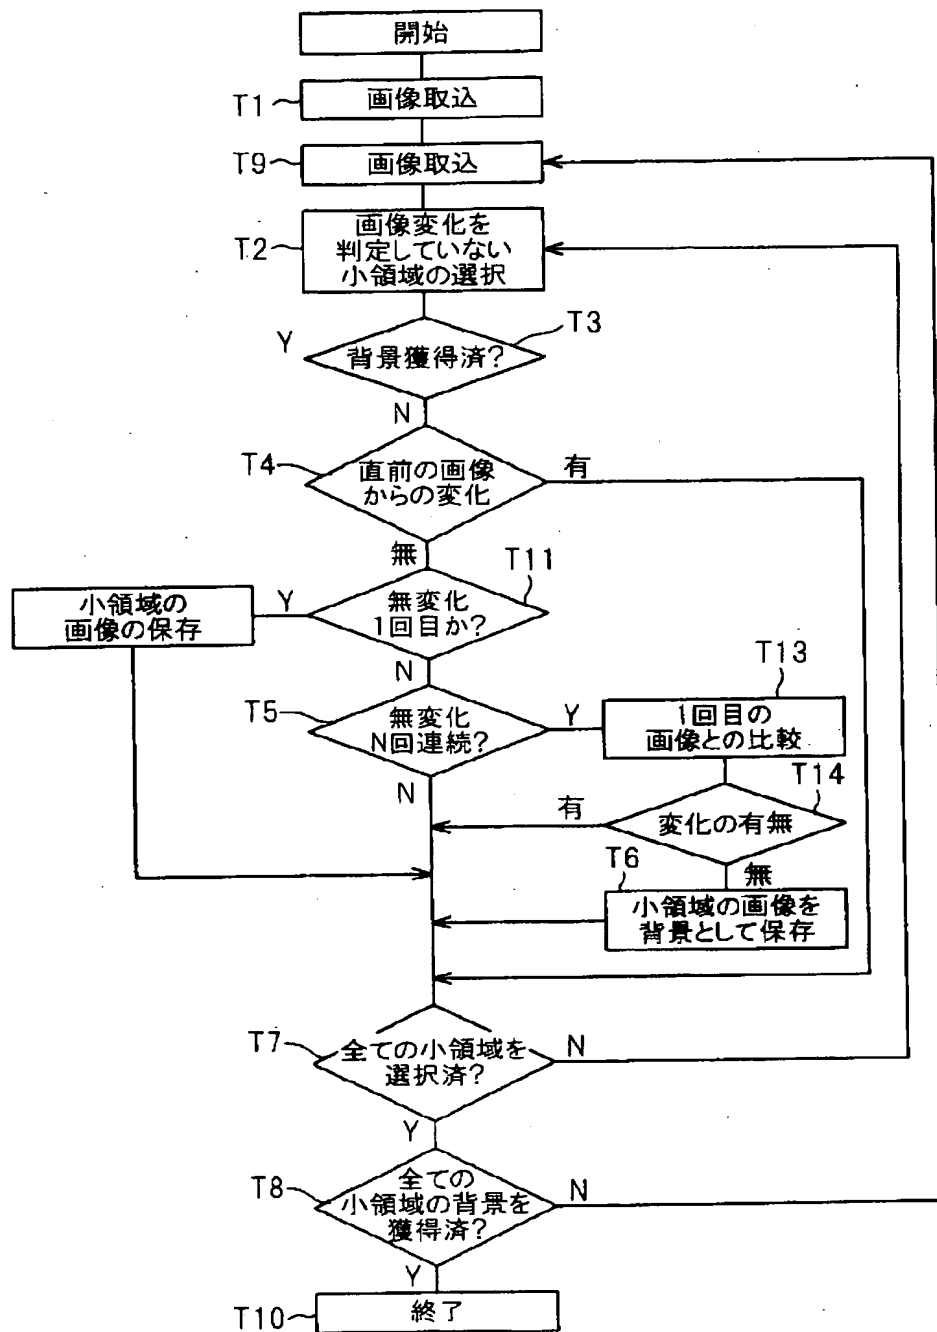 開始
T1
画像取込
T9
画像取込
T2
画像変化を
判定していない
小領域の選択
T3
Y
背景獲得済?
N
T4
直前の画像
からの変化
有
無
T11
小領域の
画像の保存
Y
無変化
1回目か?
N
T13
T5
無変化
N回連続?
Y
1回目の
画像との比較
N
T14
有
変化の有無
T6
無
小領域の画像を
背景として保存
T7
全ての小領域を
選択済?
N
Y
T8
全ての
小領域の背景を
獲得済?
N
Y
T10
終了